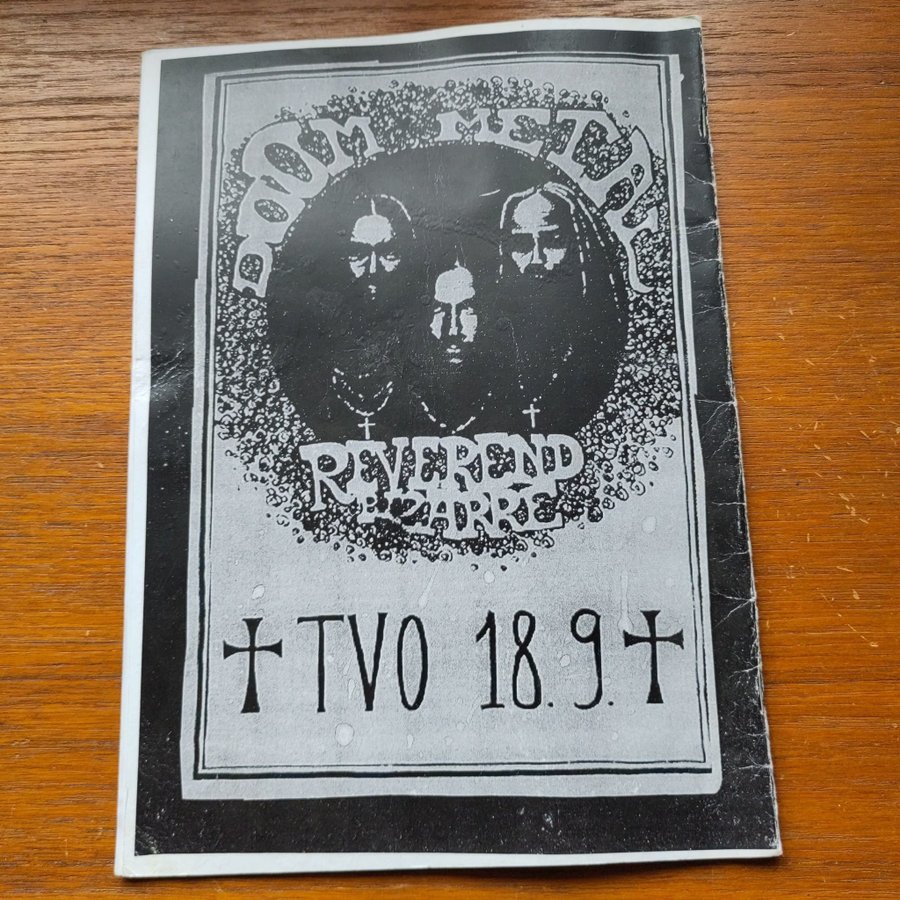 DOOM METAL
REVEREND
BIZARRE
TVO 18.9.